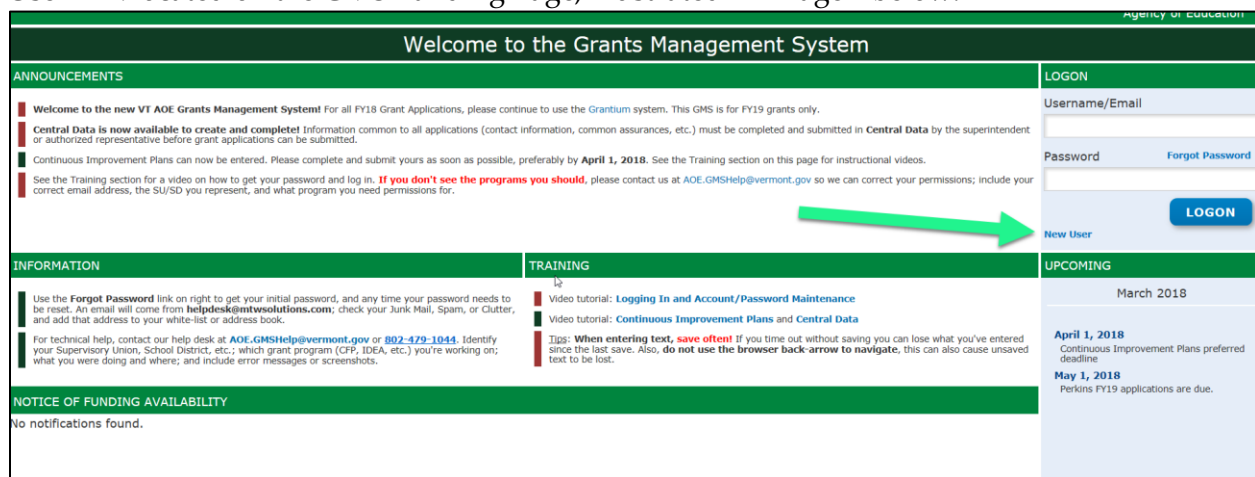 Agency of Education
Welcome to the Grants Management System
ANNOUNCEMENTS
Welcome to the new VT AOE Grants Management System! For all FY18 Grant Applications, please continue to use the Grantium system. This GMS is for FY19 grants only.
Central Data is now available to create and complete! Information common to all applications (contact information, common assurances, etc.) must be completed and submitted in Central Data by the superintendent
or authorized representative before grant applications can be submitted.
Continuous Improvement Plans can now be entered. Please complete and submit yours as soon as possible, preferably by April 1, 2018. See the Training section on this page for instructional videos.
See the Training section for a video on how to get your password and log in. If you don't see the programs you should, please contact us at AOE.GMSHelp@vermont.gov so we can correct your permissions; include your
correct email address, the SU/SD you represent, and what program you need permissions for.
LOGON
Username/Email
Password
Forgot Password
LOGON
New User
INFORMATION
Use the Forgot Password link on right to get your initial password, and any time your password needs to
be reset. An email will come from helpdesk@mtwsolutions.com; check your Junk Mail, Spam, or Clutter,
and add that address to your white-list or address book.
For technical help, contact our help desk at AOE.GMSHelp@vermont.gov or 802-479-1044. Identify
your Supervisory Union, School District, etc.; which grant program (CFP, IDEA, etc.) you're working on;
what you were doing and where; and include error messages or screenshots.
TRAINING
Video tutorial: Logging In and Account/Password Maintenance
Video tutorial: Continuous Improvement Plans and Central Data
Tips: When entering text, save often! If you time out without saving you can lose what you've entered
since the last save. Also, do not use the browser back-arrow to navigate, this can also cause unsaved
text to be lost.
UPCOMING
March 2018
April 1, 2018
Continuous Improvement Plans preferred
deadline
May 1, 2018
Perkins FY19 applications are due.
NOTICE OF FUNDING AVAILABILITY
No notifications found.